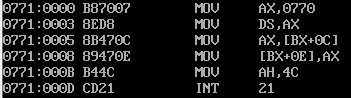 0771:0000 B87007 MOV AX,0770
0771:0003 8ED8 MOV DS,AX
0771:0005 8B470C MOV AX,[BX+0C]
0771:0008 89470E MOV [BX+0E],AX
0771:000B B44C MOV AH,4C
0771:000D CD21 INT 21